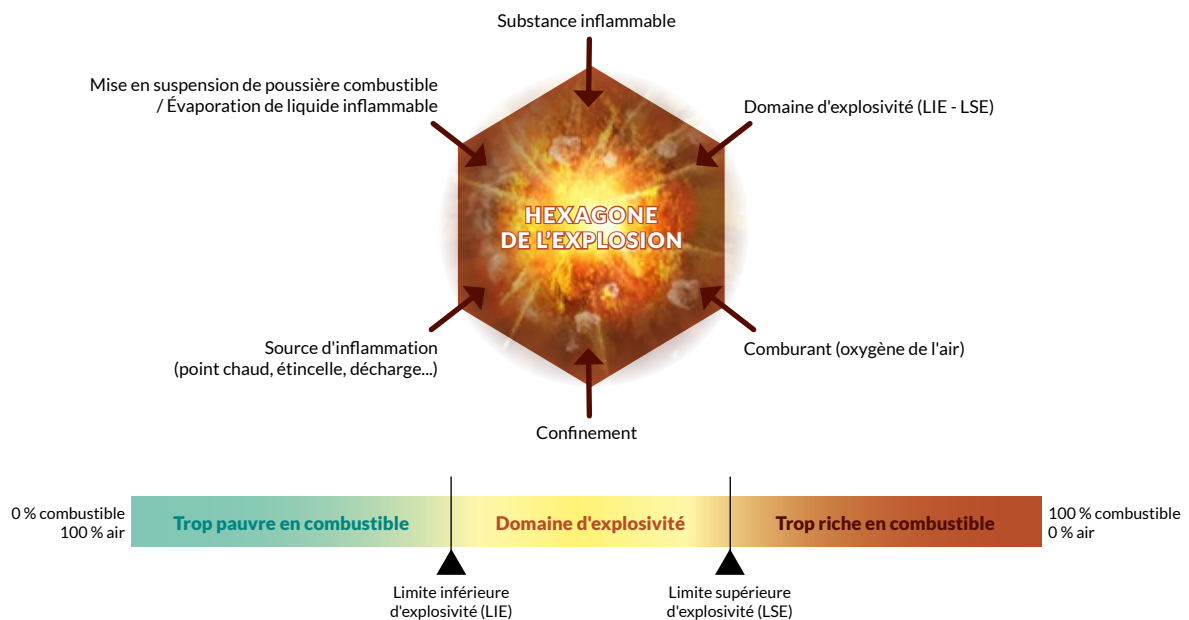 Substance inflammable
Mise en suspension de poussière combustible
/ Évaporation de liquide inflammable
Domaine d'explosivité (LIE - LSE)
HEXAGONE
DE L'EXPLOSION
Source d'inflammation
(point chaud, étincelle, décharge...)
Comburant (oxygène de l'air)
Confinement
0 % combustible
100 % air
Trop pauvre en combustible
Domaine d'explosivité
Trop riche en combustible
100 % combustible
0 % air
Limite inférieure
d'explosivité (LIE)
Limite supérieure
d'explosivité (LSE)